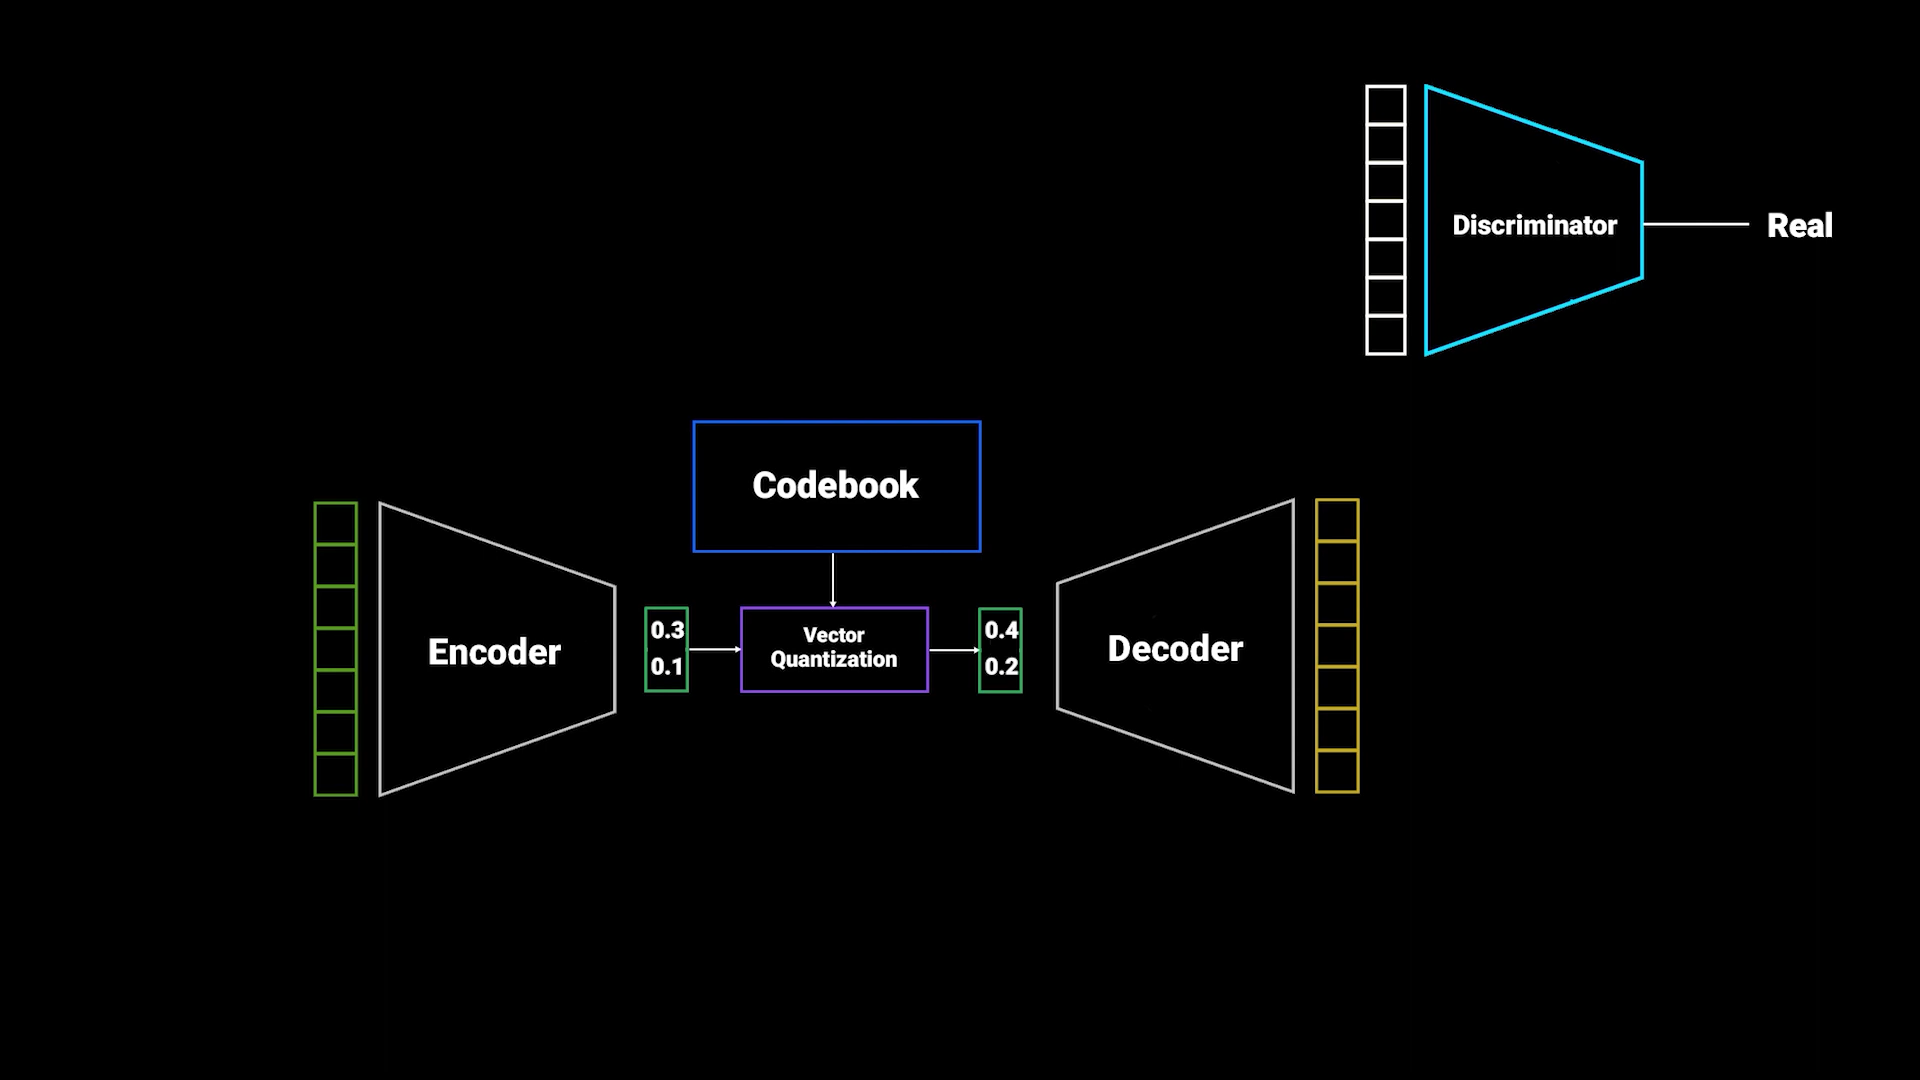 Discriminator
Real
Codebook
Encoder
0.3
0.1
Vector
Quantization
0.4
0.2
Decoder